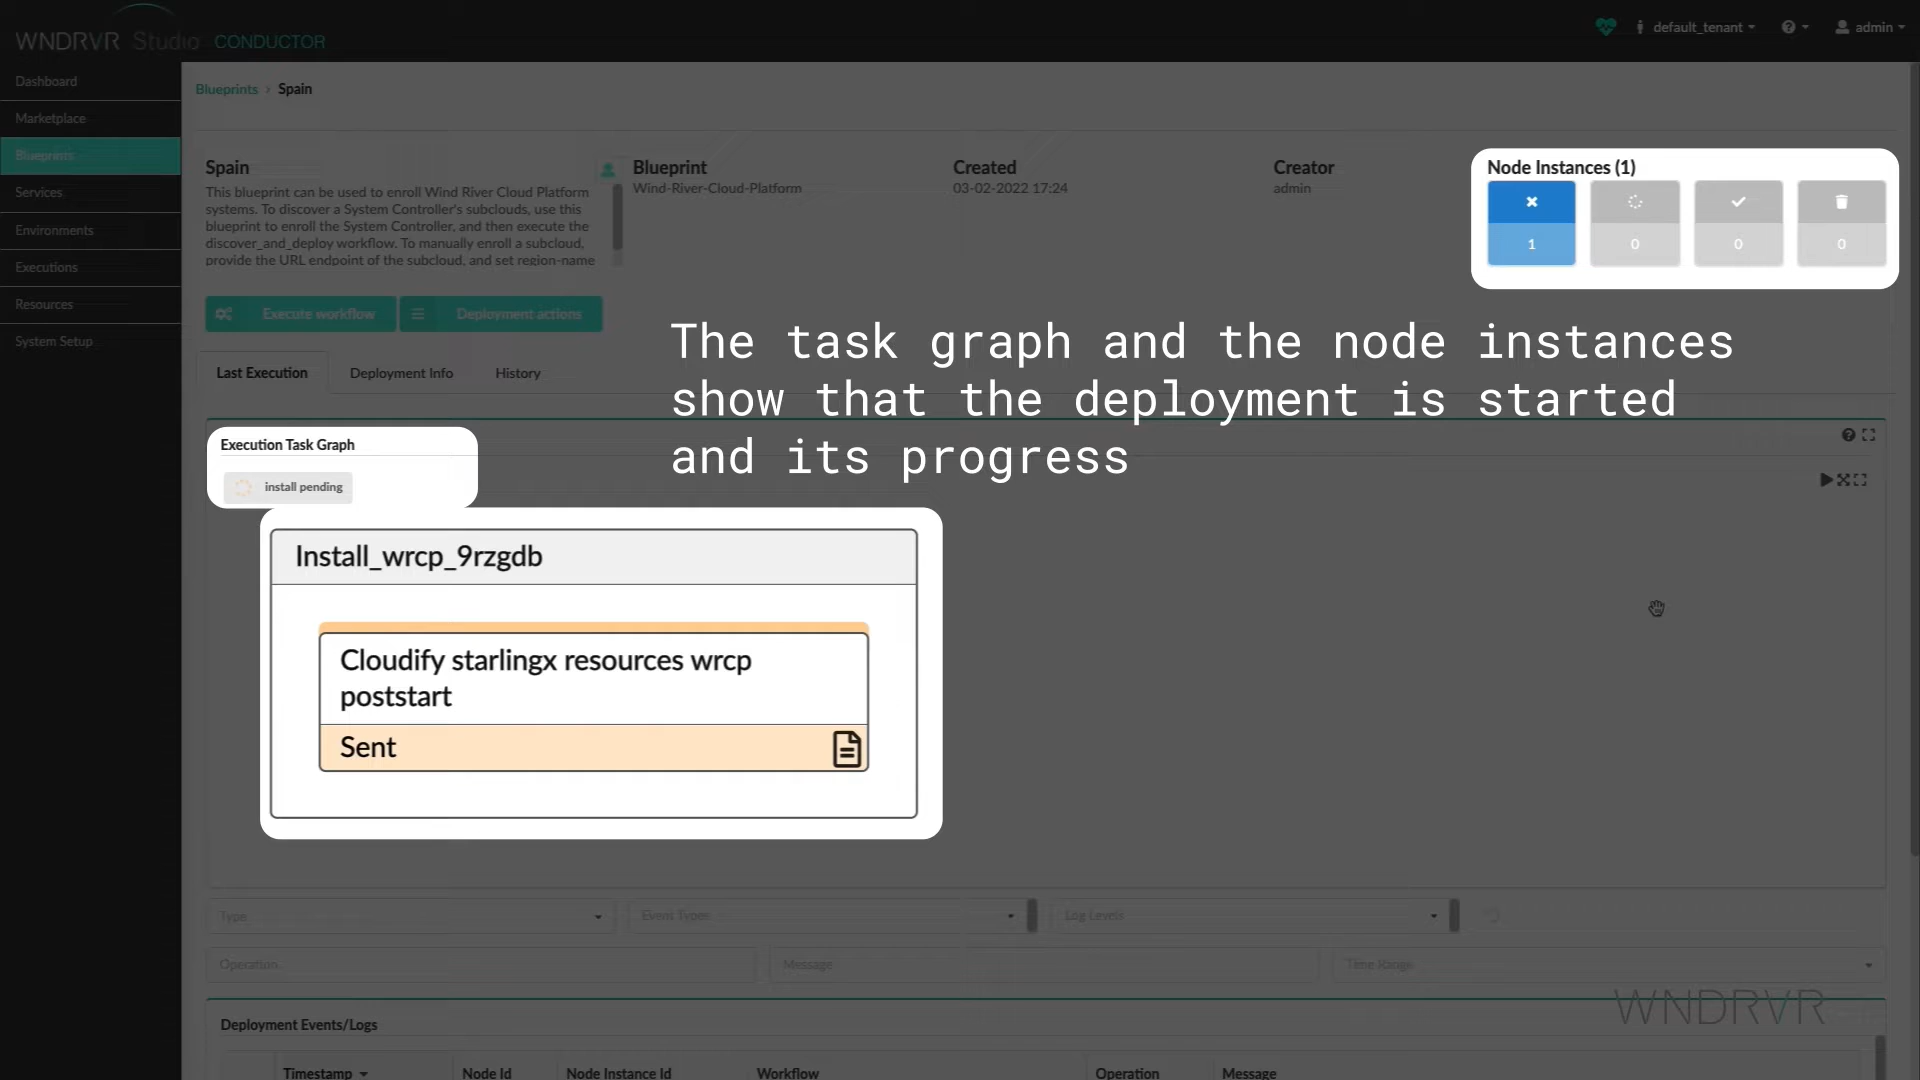 WNDRVR Studio CONDUCTOR
default_tenant
admin
Dashboard
Marketplace
Blueprints
Services
Environments
Executions
Resources
System Setup
Blueprints › Spain
Spain
This blueprint can be used to enroll Wind River Cloud Platform
systems. To discover a System Controller's subclouds, use this
blueprint to enroll the System Controller, and then execute the
discover_and_deploy workflow. To manually enroll a subcloud,
provide the URL endpoint of the subcloud, and set region-name
Blueprint
Wind-River-Cloud-Platform
Created
03-02-2022 17:24
Creator
admin
Node Instances (1)
1 0 0 0
Execute workflow
Deployment actions
The task graph and the node instances
show that the deployment is started
and its progress
Last Execution
Deployment Info
History
Execution Task Graph
install pending
Install_wrcp_9rzgdb
Cloudify starlingx resources wrcp
poststart
Sent
Type
Event Types
Log Levels
Operation
Message
Time Range
WNDRVR
Deployment Events/Logs
Timestamp Node Id Node Instance Id Workflow Operation Message